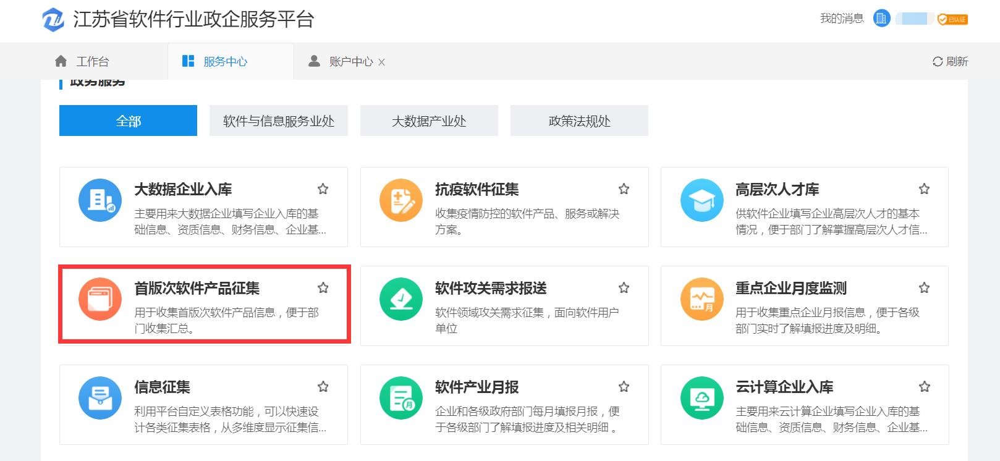 江苏省软件行业政企服务平台
我的消息
已认证
工作台
服务中心
账户中心 X
刷新
政务服务
全部
软件与信息服务业处
大数据产业处
政策法规处
大数据企业入库
主要用来大数据企业填写企业入库的基
础信息、资质信息、财务信息、企业基...
抗疫软件征集
收集疫情防控的软件产品、服务或解决
方案。
高层次人才库
供软件企业填写企业高层次人才的基本
情况，便于部门了解掌握高层次人才信...
首版次软件产品征集
用于收集首版次软件产品信息，便于部
门收集汇总。
软件攻关需求报送
软件领域攻关需求征集，面向软件用户
单位
月
重点企业月度监测
用于收集重点企业月报信息，便于各级
部门实时了解填报进度及明细。
信息征集
利用平台自定义表格功能，可以快速设
计各类征集表格，从多维度显示征集信...
月
软件产业月报
企业和各级政府部门每月填报月报，便
于各级部门了解填报进度及相关明细 。
云计算企业入库
主要用来云计算企业填写企业入库的基
础信息、资质信息、财务信息、企业基...